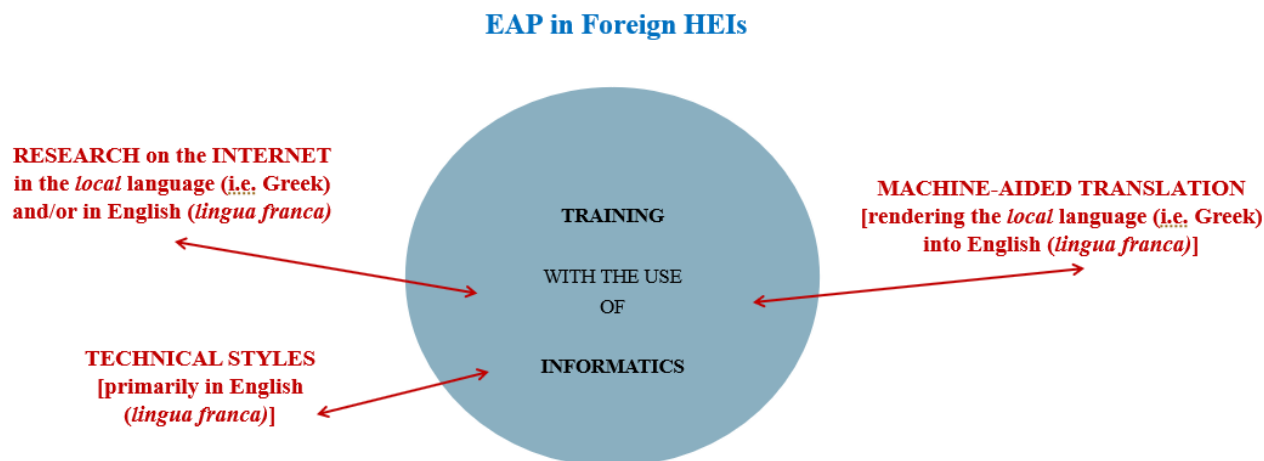 EAP in Foreign HEIs
RESEARCH on the INTERNET
in the local language (i.e. Greek)
and/or in English (lingua franca)
TECHNICAL STYLES
[primarily in English
(lingua franca)]
TRAINING
WITH THE USE
OF
INFORMATICS
MACHINE-AIDED TRANSLATION
[rendering the local language (i.e. Greek)
into English (lingua franca)]